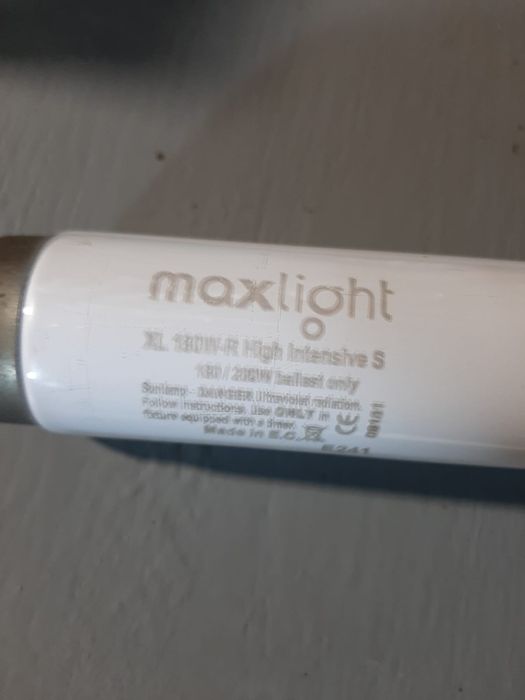 maxlight
XL 180W-R High Intensive S
180/200W ballast only
Sunlamp - DANGER. Ultraviolet radiation.
Follow instructions. Use ONLY in
fixture equipped with a timer. CE
Made in E.C.